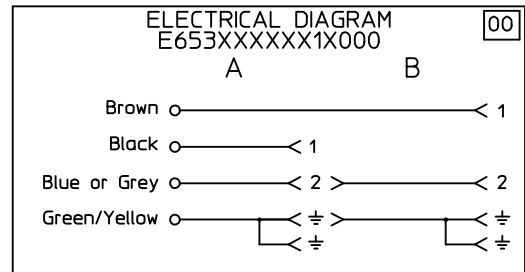 ELECTRICAL DIAGRAM 00
E653XXXXXX1X000
A B
Brown 1
Black 1
Blue or Grey 2 2
Green/Yellow